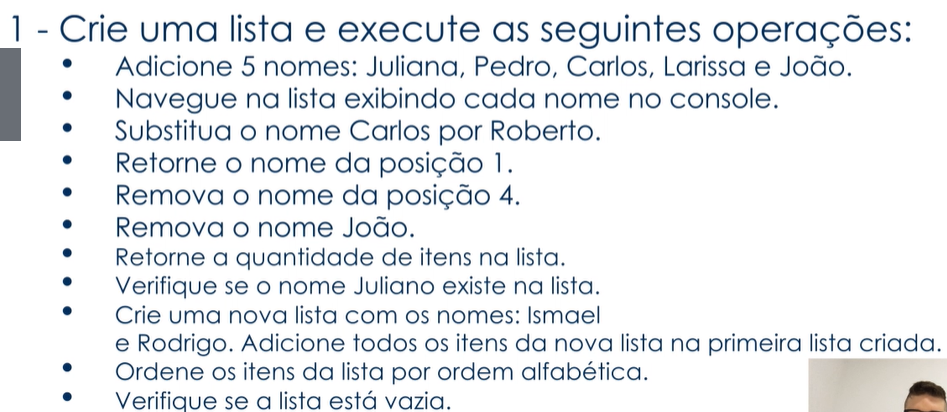 1 - Crie uma lista e execute as seguintes operações:
• Adicione 5 nomes: Juliana, Pedro, Carlos, Larissa e João.
• Navegue na lista exibindo cada nome no console.
• Substitua o nome Carlos por Roberto.
• Retorne o nome da posição 1.
• Remova o nome da posição 4.
• Remova o nome João.
• Retorne a quantidade de itens na lista.
• Verifique se o nome Juliano existe na lista.
• Crie uma nova lista com os nomes: Ismael
e Rodrigo. Adicione todos os itens da nova lista na primeira lista criada.
• Ordene os itens da lista por ordem alfabética.
• Verifique se a lista está vazia.